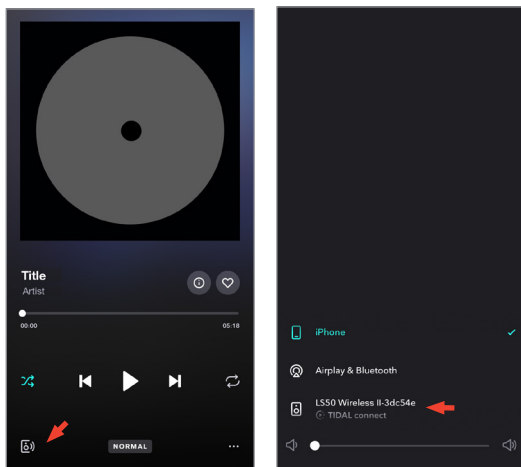 Title
Artist
00:00
05:18
NORMAL
iPhone
Airplay & Bluetooth
LS50 Wireless II-3dc54e
TIDAL connect